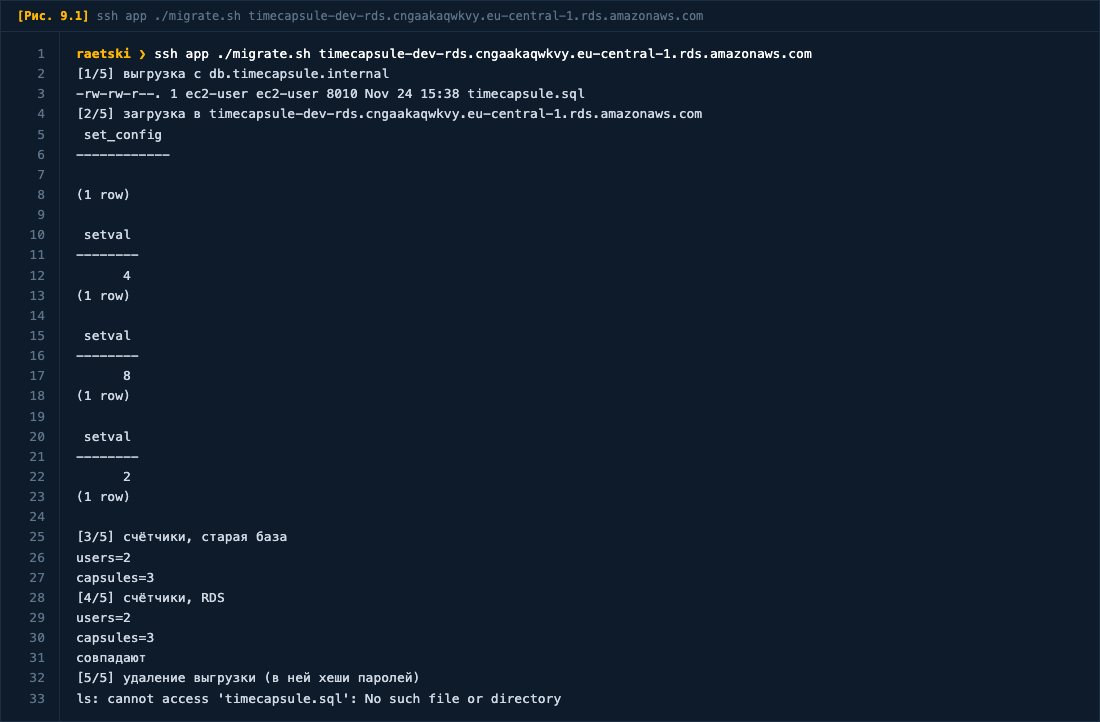 [Рис. 9.1] ssh app ./migrate.sh timecapsule-dev-rds.cngaakaqwkvy.eu-central-1.rds.amazonaws.com
1 raetski ❯ ssh app ./migrate.sh timecapsule-dev-rds.cngaakaqwkvy.eu-central-1.rds.amazonaws.com
2 [1/5] выгрузка с db.timecapsule.internal
3 -rw-rw-r--. 1 ec2-user ec2-user 8010 Nov 24 15:38 timecapsule.sql
4 [2/5] загрузка в timecapsule-dev-rds.cngaakaqwkvy.eu-central-1.rds.amazonaws.com
5  set_config
6 ------------
7
8 (1 row)
9
10  setval
11 --------
12       4
13 (1 row)
14
15  setval
16 --------
17       8
18 (1 row)
19
20  setval
21 --------
22       2
23 (1 row)
24
25 [3/5] счётчики, старая база
26 users=2
27 capsules=3
28 [4/5] счётчики, RDS
29 users=2
30 capsules=3
31 совпадают
32 [5/5] удаление выгрузки (в ней хеши паролей)
33 ls: cannot access 'timecapsule.sql': No such file or directory